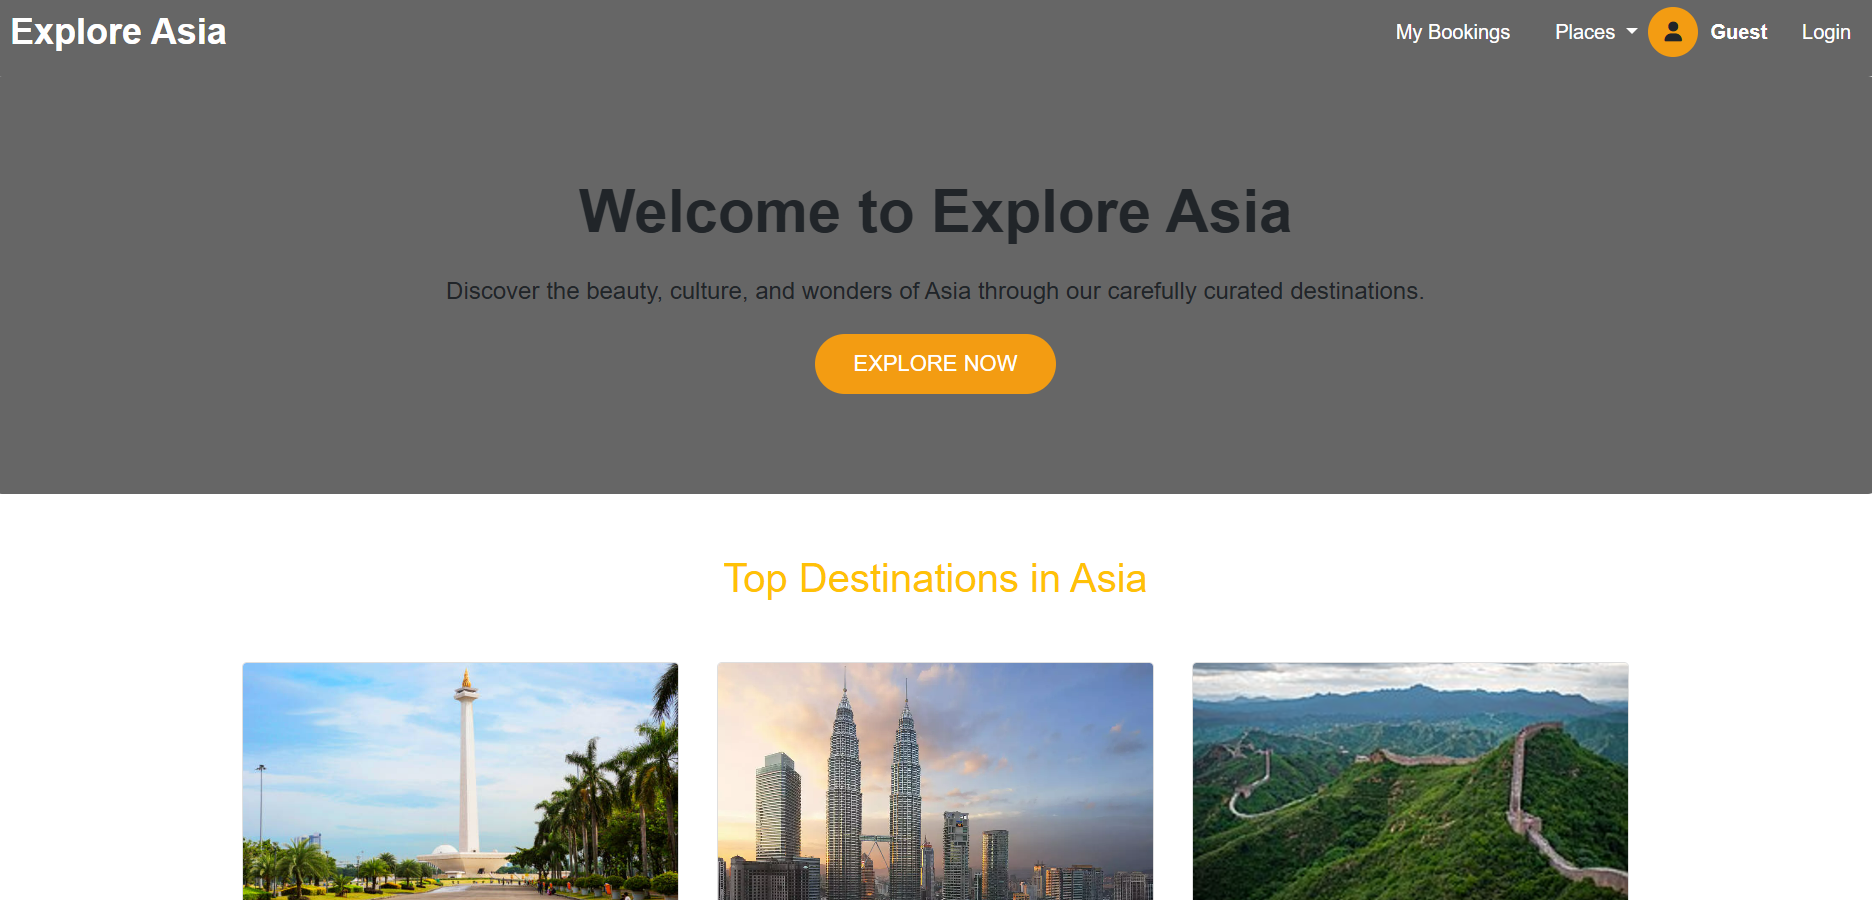 Explore Asia
My Bookings Places Guest Login
Welcome to Explore Asia
Discover the beauty, culture, and wonders of Asia through our carefully curated destinations.
EXPLORE NOW
Top Destinations in Asia